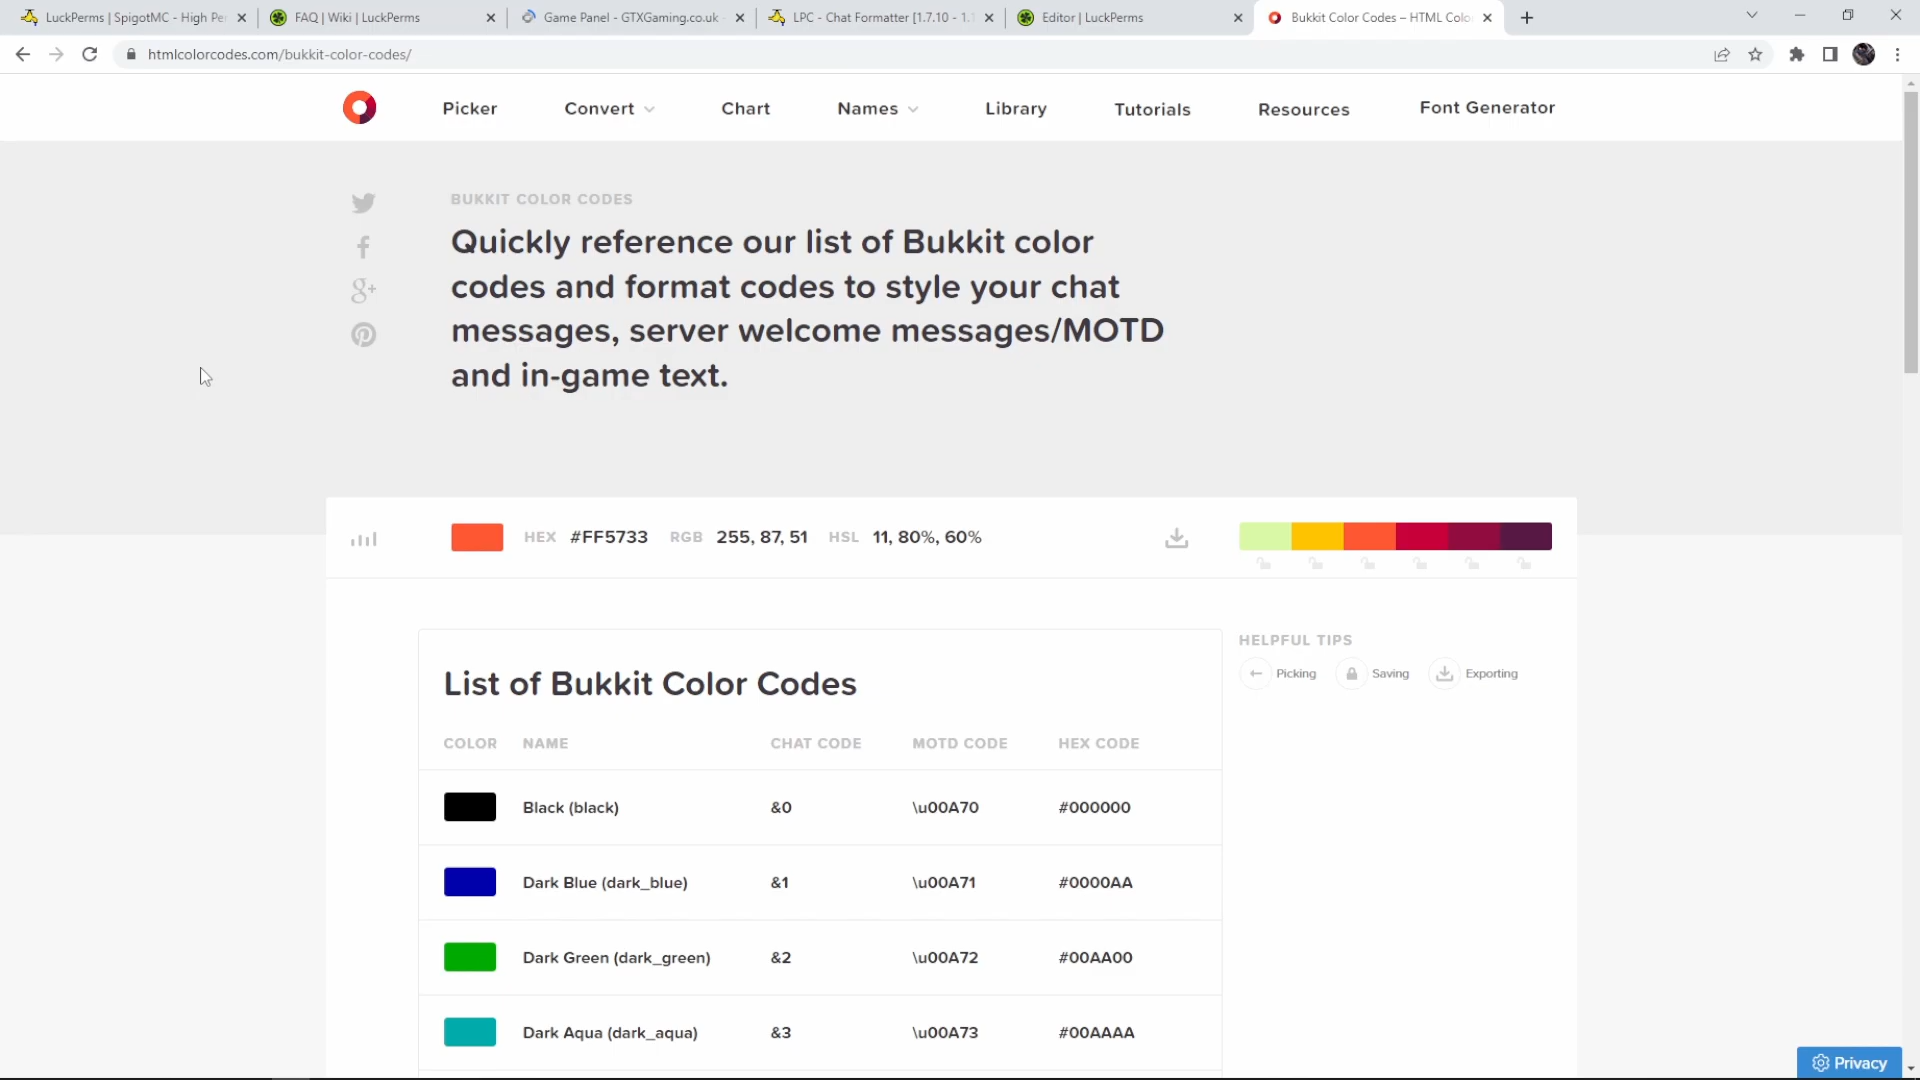 LuckPerms | SpigotMC - High Pe
FAQ | Wiki | LuckPerms
Game Panel - GTXGaming.co.uk
LPC - Chat Formatter [1.7.10 - 1.1
Editor | LuckPerms
Bukkit Color Codes – HTML Colo
htmlcolorcodes.com/bukkit-color-codes/
Picker
Convert
Chart
Names
Library
Tutorials
Resources
Font Generator
BUKKIT COLOR CODES
Quickly reference our list of Bukkit color
codes and format codes to style your chat
messages, server welcome messages/MOTD
and in-game text.
HEX #FF5733 RGB 255, 87, 51 HSL 11, 80%, 60%
HELPFUL TIPS
Picking
Saving
Exporting
List of Bukkit Color Codes
COLOR NAME CHAT CODE MOTD CODE HEX CODE
Black (black) &0 \u00A70 #000000
Dark Blue (dark_blue) &1 \u00A71 #0000AA
Dark Green (dark_green) &2 \u00A72 #00AA00
Dark Aqua (dark_aqua) &3 \u00A73 #00AAAA
Privacy